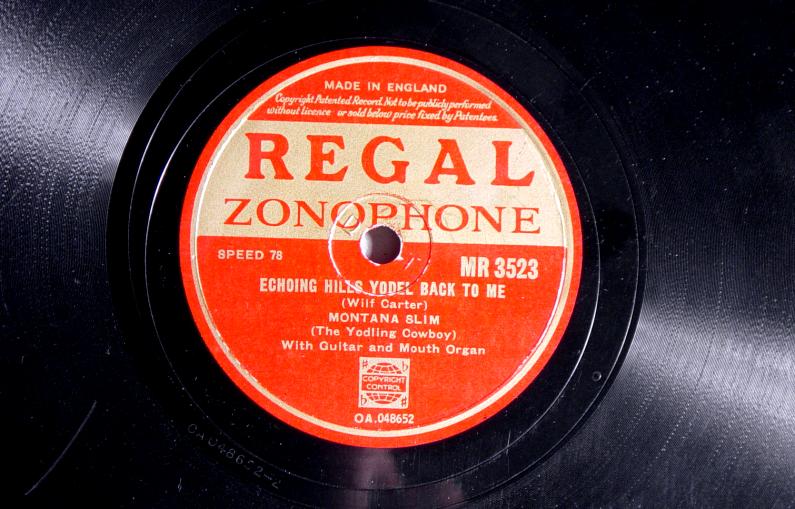 MADE IN ENGLAND
Copyright Patented Record. Not to be publicly performed
without licence or sold below price fixed by Patentees.
REGAL
ZONOPHONE
SPEED 78
MR 3523
ECHOING HILLS YODEL BACK TO ME
(Wilf Carter)
MONTANA SLIM
(The Yodling Cowboy)
With Guitar and Mouth Organ
COPYRIGHT
CONTROL
OA.048652